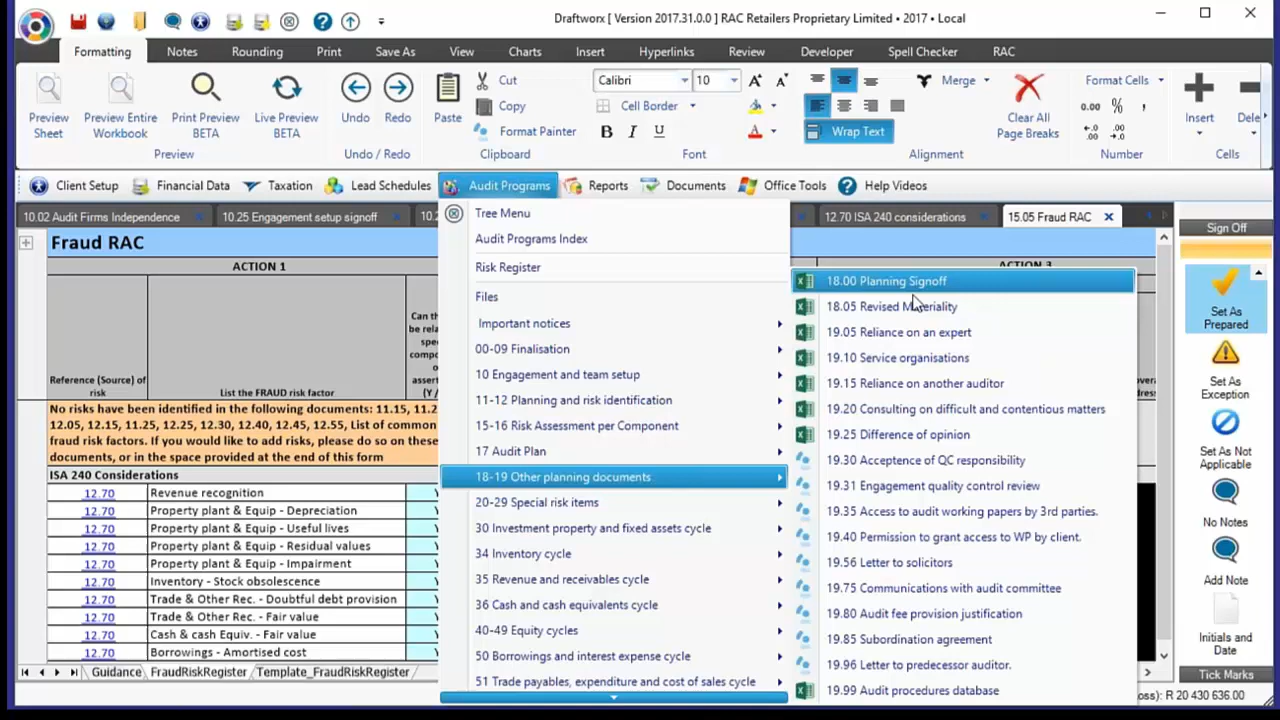 Draftworx [ Version 2017.31.0.0 ] RAC Retailers Proprietary Limited • 2017 • Local
Formatting Notes Rounding Print Save As View Charts Insert Hyperlinks Review Developer Spell Checker RAC
Preview Sheet
Preview Entire Workbook
Print Preview BETA
Live Preview BETA
Preview
Undo
Redo
Undo / Redo
Paste
Cut
Copy
Format Painter
Clipboard
Calibri 10
Cell Border
B I U
Font
Wrap Text
Merge
Alignment
Clear All Page Breaks
Format Cells
0.00 % ,
Number
Insert
Dele
Cells
Client Setup Financial Data Taxation Lead Schedules Audit Programs Reports Documents Office Tools Help Videos
10.02 Audit Firms Independence 10.25 Engagement setup signoff 10.2 12.70 ISA 240 considerations 15.05 Fraud RAC
Fraud RAC
ACTION 1
ACTION 3
Reference (Source) of risk
List the FRAUD risk factor
No risks have been identified in the following documents: 11.15, 11.2
12.05, 12.15, 11.25, 12.25, 12.30, 12.40, 12.45, 12.55, List of common
fraud risk factors. If you would like to add risks, please do so on these
documents, or in the space provided at the end of this form
ISA 240 Considerations
12.70 Revenue recognition
12.70 Property plant & Equip - Depreciation
12.70 Property plant & Equip - Useful lives
12.70 Property plant & Equip - Residual values
12.70 Property plant & Equip - Impairment
12.70 Inventory - Stock obsolescence
12.70 Trade & Other Rec. - Doubtful debt provision
12.70 Trade & Other Rec. - Fair value
12.70 Cash & cash Equiv. - Fair value
12.70 Borrowings - Amortised cost
Guidance FraudRiskRegister Template_FraudRiskRegister
Tree Menu
Audit Programs Index
Risk Register
Files
Important notices
00-09 Finalisation
10 Engagement and team setup
11-12 Planning and risk identification
15-16 Risk Assessment per Component
17 Audit Plan
18-19 Other planning documents
20-29 Special risk items
30 Investment property and fixed assets cycle
34 Inventory cycle
35 Revenue and receivables cycle
36 Cash and cash equivalents cycle
40-49 Equity cycles
50 Borrowings and interest expense cycle
51 Trade payables, expenditure and cost of sales cycle
18.00 Planning Signoff
18.05 Revised Materiality
19.05 Reliance on an expert
19.10 Service organisations
19.15 Reliance on another auditor
19.20 Consulting on difficult and contentious matters
19.25 Difference of opinion
19.30 Acceptance of QC responsibility
19.31 Engagement quality control review
19.35 Access to audit working papers by 3rd parties.
19.40 Permission to grant access to WP by client.
19.56 Letter to solicitors
19.75 Communications with audit committee
19.80 Audit fee provision justification
19.85 Subordination agreement
19.96 Letter to predecessor auditor.
19.99 Audit procedures database
Sign Off
Set As Prepared
Set As Exception
Set As Not Applicable
No Notes
Add Note
Initials and Date
Tick Marks
oss): R 20 430 636.00